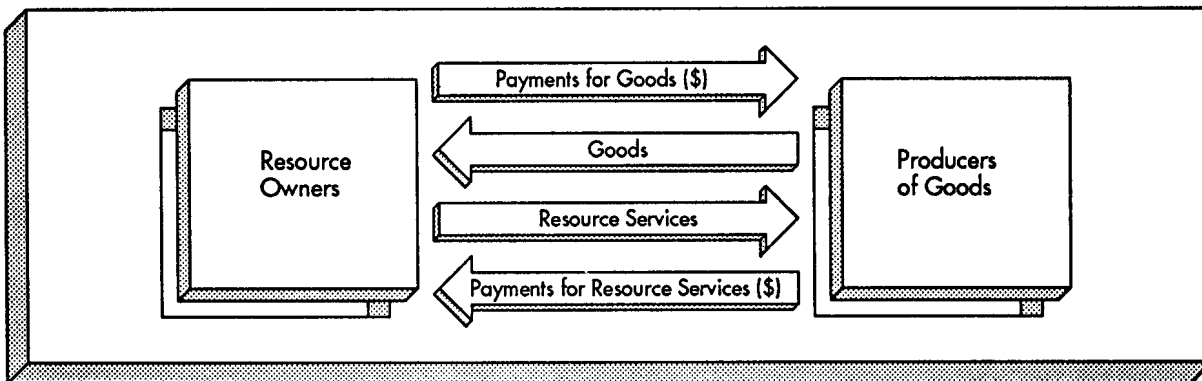 Payments for Goods ($)
Goods
Resource
Owners
Producers
of Goods
Resource Services
Payments for Resource Services ($)